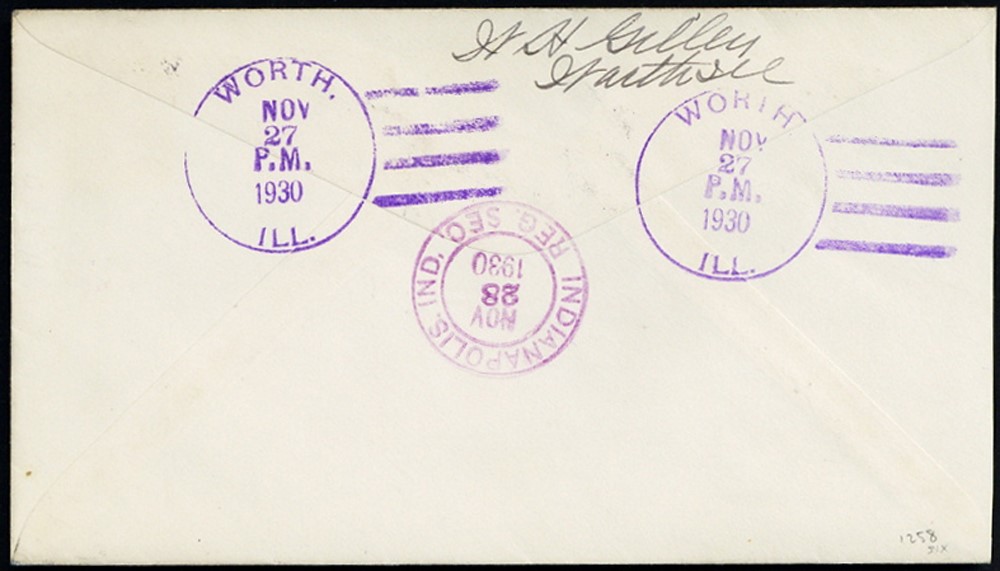 W H Gilley
Worth Ill
WORTH.
NOV
27
P.M.
1930
ILL.
WORTH
NOV
27
P.M.
1930
ILL.
INDIANAPOLIS, IND.
REG. SEC.
NOV
28
1930
1258